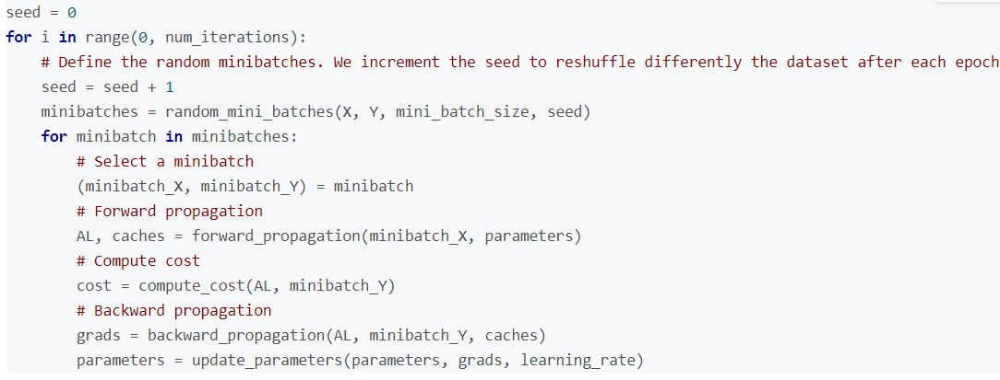 seed = 0
for i in range(0, num_iterations):
    # Define the random minibatches. We increment the seed to reshuffle differently the dataset after each epoch
    seed = seed + 1
    minibatches = random_mini_batches(X, Y, mini_batch_size, seed)
    for minibatch in minibatches:
        # Select a minibatch
        (minibatch_X, minibatch_Y) = minibatch
        # Forward propagation
        AL, caches = forward_propagation(minibatch_X, parameters)
        # Compute cost
        cost = compute_cost(AL, minibatch_Y)
        # Backward propagation
        grads = backward_propagation(AL, minibatch_Y, caches)
        parameters = update_parameters(parameters, grads, learning_rate)